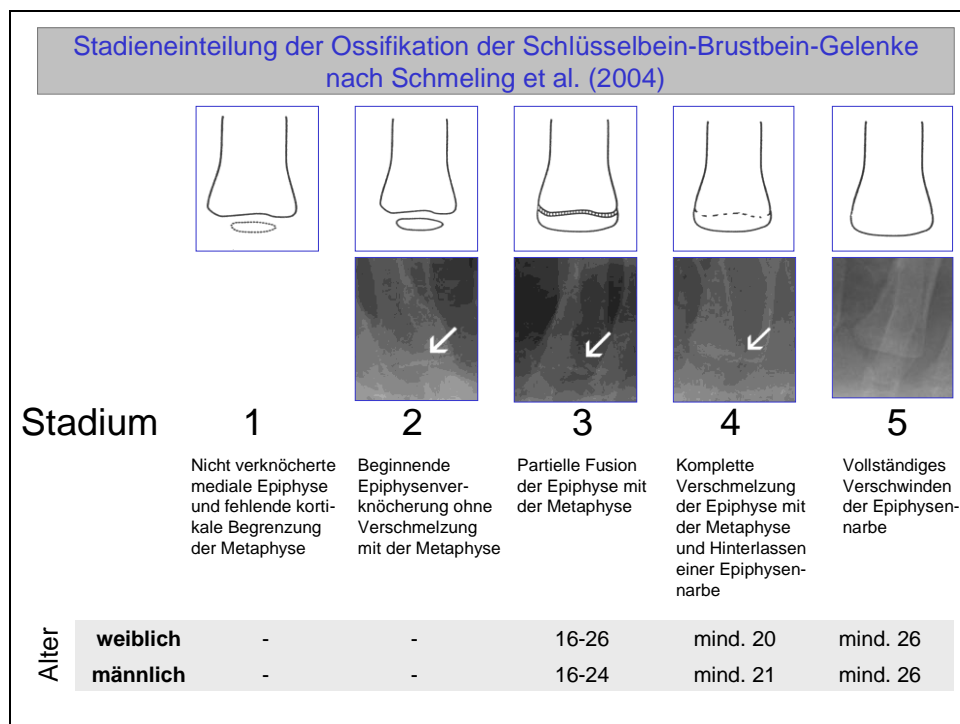 Stadieneinteilung der Ossifikation der Schlüsselbein-Brustbein-Gelenke
nach Schmeling et al. (2004)
Stadium 1 2 3 4 5
Nicht verknöcherte
mediale Epiphyse
und fehlende korti-
kale Begrenzung
der Metaphyse
Beginnende
Epiphysenver-
knöcherung ohne
Verschmelzung
mit der Metaphyse
Partielle Fusion
der Epiphyse mit
der Metaphyse
Komplette
Verschmelzung
der Epiphyse mit
der Metaphyse
und Hinterlassen
einer Epiphysen-
narbe
Vollständiges
Verschwinden
der Epiphysen-
narbe
Alter
weiblich - - 16-26 mind. 20 mind. 26
männlich - - 16-24 mind. 21 mind. 26